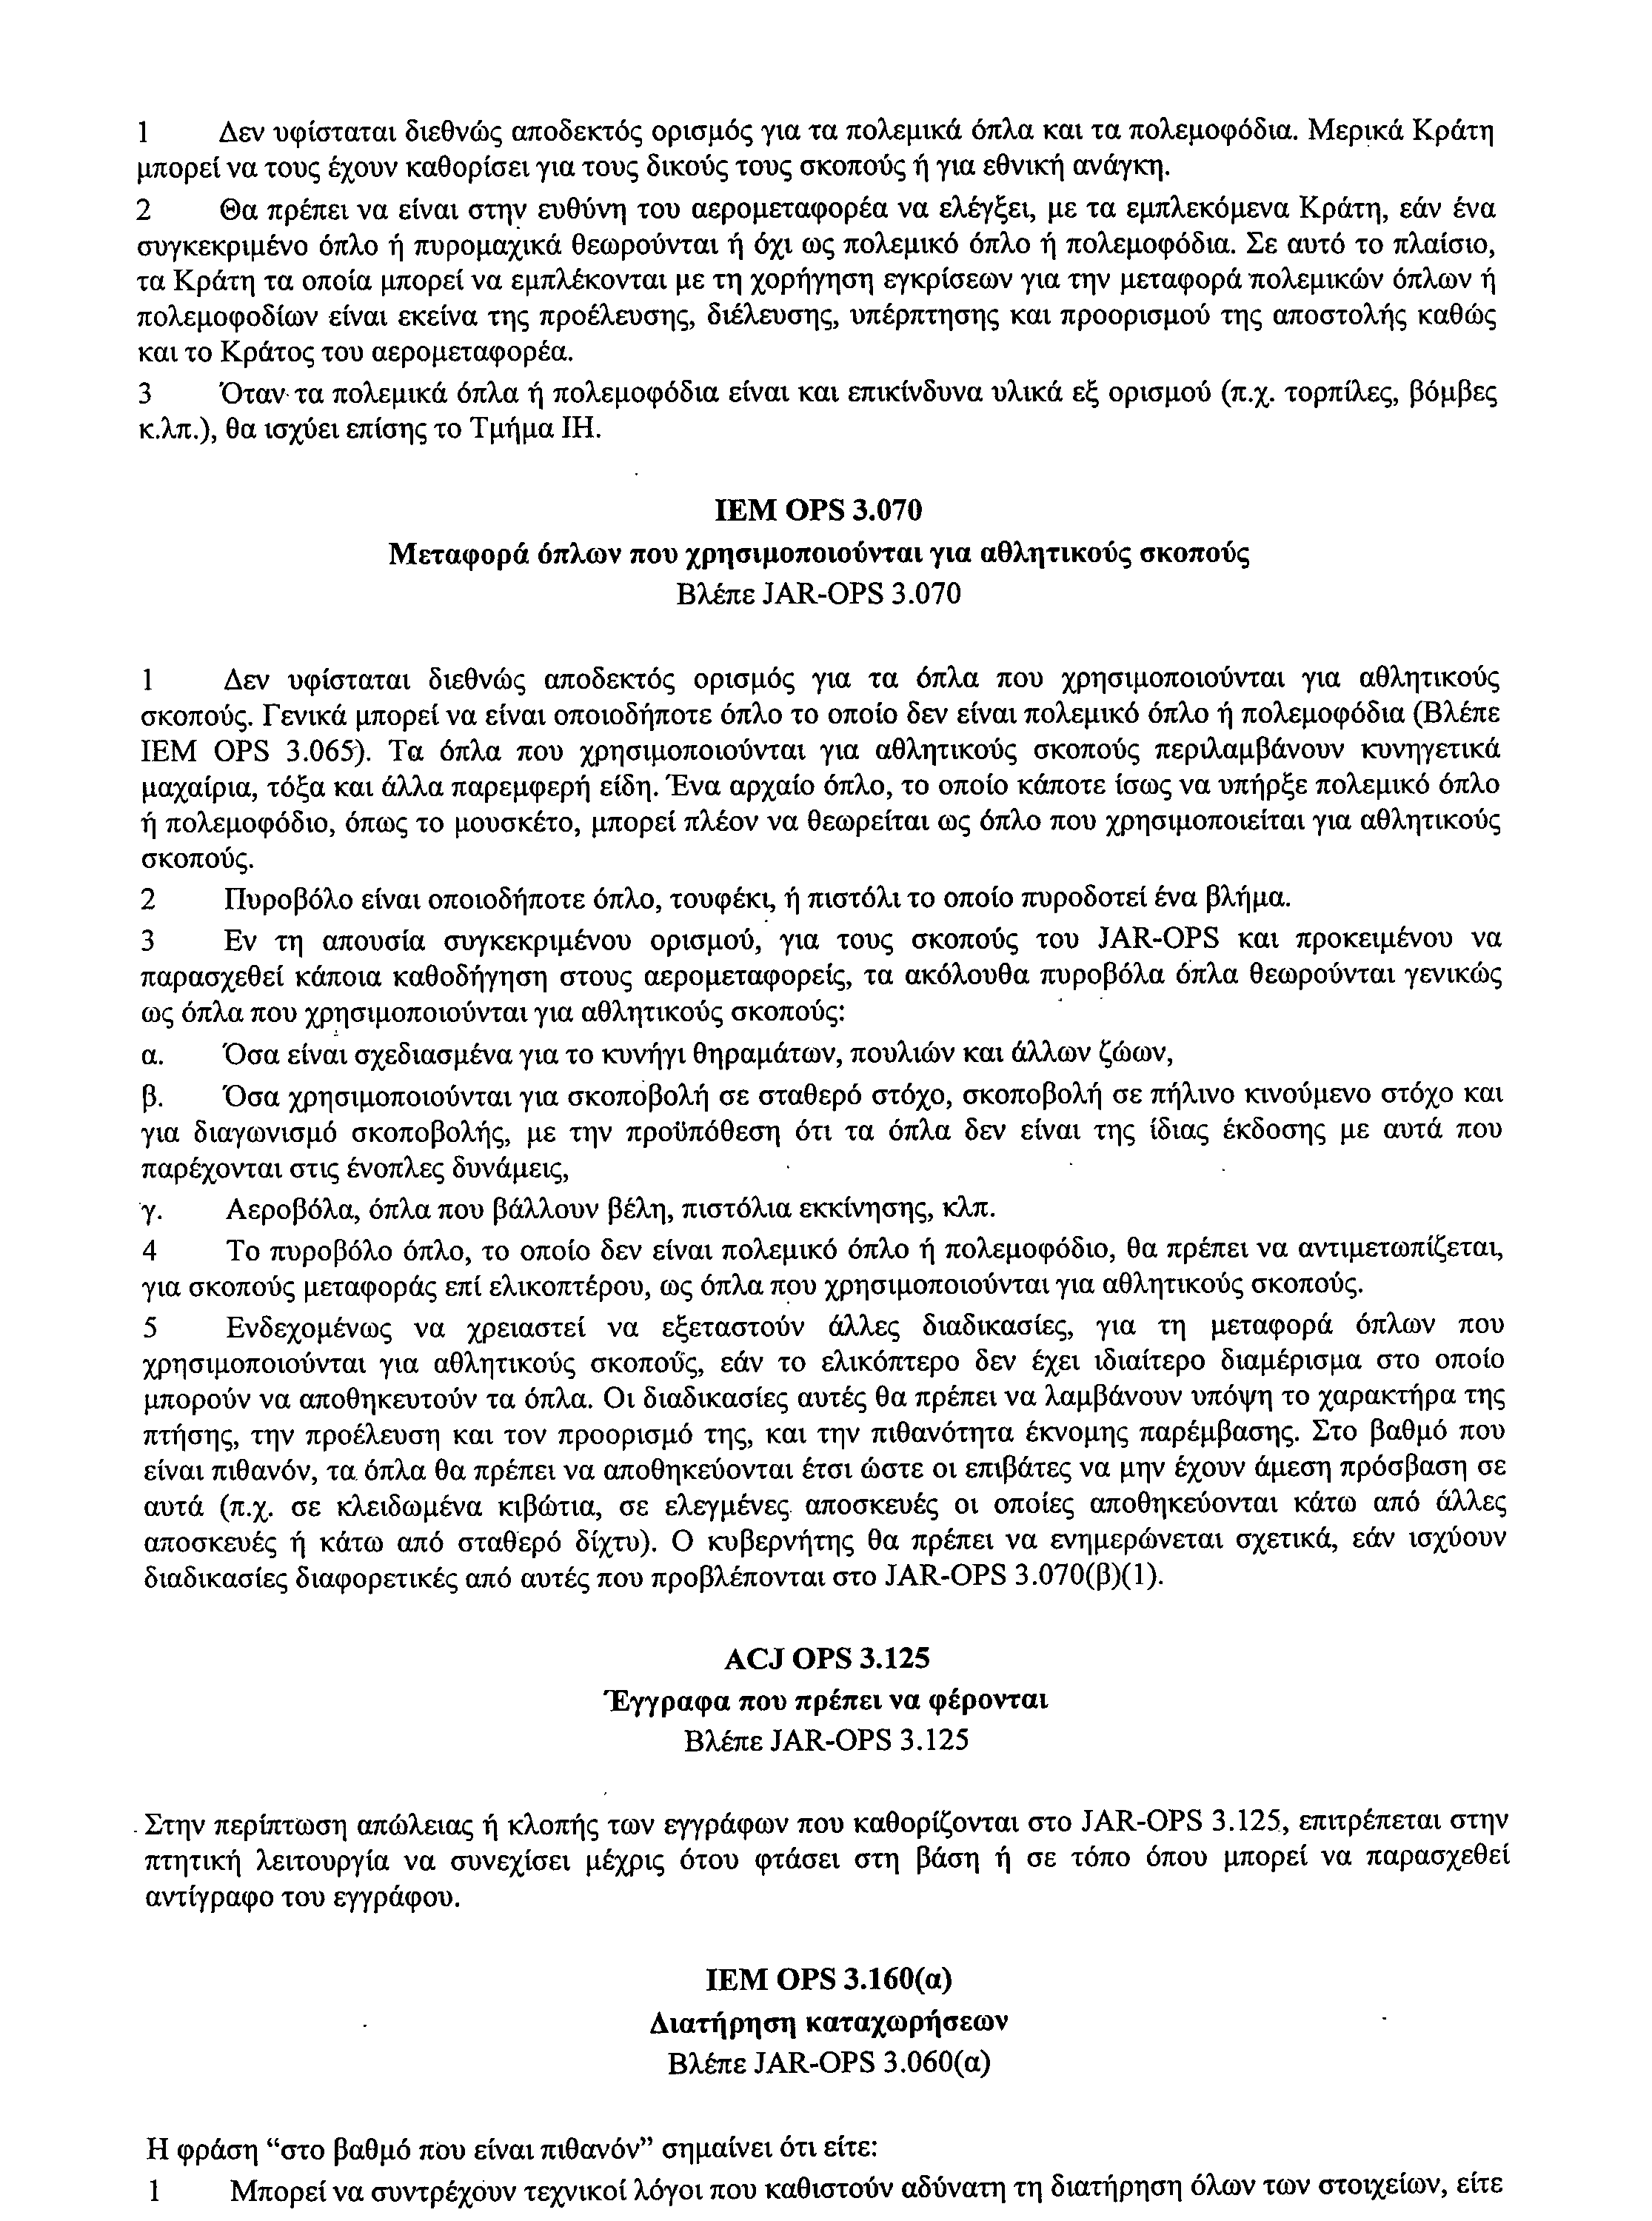 1 Δεν υφίσταται διεθνώς αποδεκτός ορισμός για τα πολεμικά όπλα και τα πολεμοφόδια. Μερικά Κράτη
μπορεί να τους έχουν καθορίσει για τους δικούς τους σκοπούς ή για εθνική ανάγκη.
2 Θα πρέπει να είναι στην ευθύνη του αερομεταφορέα να ελέγξει, με τα εμπλεκόμενα Κράτη, εάν ένα
συγκεκριμένο όπλο ή πυρομαχικά θεωρούνται ή όχι ως πολεμικό όπλο ή πολεμοφόδια. Σε αυτό το πλαίσιο,
τα Κράτη τα οποία μπορεί να εμπλέκονται με τη χορήγηση εγκρίσεων για την μεταφορά πολεμικών όπλων ή
πολεμοφοδίων είναι εκείνα της προέλευσης, διέλευσης, υπέρπτησης και προορισμού της αποστολής καθώς
και το Κράτος του αερομεταφορέα.
3 Όταν τα πολεμικά όπλα ή πολεμοφόδια είναι και επικίνδυνα υλικά εξ ορισμού (π.χ. τορπίλες, βόμβες
κ.λπ.), θα ισχύει επίσης το Τμήμα ΙΗ.
IEM OPS 3.070
Μεταφορά όπλων που χρησιμοποιούνται για αθλητικούς σκοπούς
Βλέπε JAR-OPS 3.070
1 Δεν υφίσταται διεθνώς αποδεκτός ορισμός για τα όπλα που χρησιμοποιούνται για αθλητικούς
σκοπούς. Γενικά μπορεί να είναι οποιοδήποτε όπλο το οποίο δεν είναι πολεμικό όπλο ή πολεμοφόδια (Βλέπε
IEM OPS 3.065). Τα όπλα που χρησιμοποιούνται για αθλητικούς σκοπούς περιλαμβάνουν κυνηγετικά
μαχαίρια, τόξα και άλλα παρεμφερή είδη. Ένα αρχαίο όπλο, το οποίο κάποτε ίσως να υπήρξε πολεμικό όπλο
ή πολεμοφόδιο, όπως το μουσκέτο, μπορεί πλέον να θεωρείται ως όπλο που χρησιμοποιείται για αθλητικούς
σκοπούς.
2 Πυροβόλο είναι οποιοδήποτε όπλο, τουφέκι, ή πιστόλι το οποίο πυροδοτεί ένα βλήμα.
3 Εν τη απουσία συγκεκριμένου ορισμού, για τους σκοπούς του JAR-OPS και προκειμένου να
παρασχεθεί κάποια καθοδήγηση στους αερομεταφορείς, τα ακόλουθα πυροβόλα όπλα θεωρούνται γενικώς
ως όπλα που χρησιμοποιούνται για αθλητικούς σκοπούς:
α. Όσα είναι σχεδιασμένα για το κυνήγι θηραμάτων, πουλιών και άλλων ζώων,
β. Όσα χρησιμοποιούνται για σκοποβολή σε σταθερό στόχο, σκοποβολή σε πήλινο κινούμενο στόχο και
για διαγωνισμό σκοποβολής, με την προϋπόθεση ότι τα όπλα δεν είναι της ίδιας έκδοσης με αυτά που
παρέχονται στις ένοπλες δυνάμεις,
γ. Αεροβόλα, όπλα που βάλλουν βέλη, πιστόλια εκκίνησης, κλπ.
4 Το πυροβόλο όπλο, το οποίο δεν είναι πολεμικό όπλο ή πολεμοφόδιο, θα πρέπει να αντιμετωπίζεται,
για σκοπούς μεταφοράς επί ελικοπτέρου, ως όπλα που χρησιμοποιούνται για αθλητικούς σκοπούς.
5 Ενδεχομένως να χρειαστεί να εξεταστούν άλλες διαδικασίες, για τη μεταφορά όπλων που
χρησιμοποιούνται για αθλητικούς σκοπούς, εάν το ελικόπτερο δεν έχει ιδιαίτερο διαμέρισμα στο οποίο
μπορούν να αποθηκευτούν τα όπλα. Οι διαδικασίες αυτές θα πρέπει να λαμβάνουν υπόψη το χαρακτήρα της
πτήσης, την προέλευση και τον προορισμό της, και την πιθανότητα έκνομης παρέμβασης. Στο βαθμό που
είναι πιθανόν, τα όπλα θα πρέπει να αποθηκεύονται έτσι ώστε οι επιβάτες να μην έχουν άμεση πρόσβαση σε
αυτά (π.χ. σε κλειδωμένα κιβώτια, σε ελεγμένες αποσκευές οι οποίες αποθηκεύονται κάτω από άλλες
αποσκευές ή κάτω από σταθερό δίχτυ). Ο κυβερνήτης θα πρέπει να ενημερώνεται σχετικά, εάν ισχύουν
διαδικασίες διαφορετικές από αυτές που προβλέπονται στο JAR-OPS 3.070(β)(1).
ACJ OPS 3.125
Έγγραφα που πρέπει να φέρονται
Βλέπε JAR-OPS 3.125
Στην περίπτωση απώλειας ή κλοπής των εγγράφων που καθορίζονται στο JAR-OPS 3.125, επιτρέπεται στην
πτητική λειτουργία να συνεχίσει μέχρις ότου φτάσει στη βάση ή σε τόπο όπου μπορεί να παρασχεθεί
αντίγραφο του εγγράφου.
IEM OPS 3.160(α)
Διατήρηση καταχωρήσεων
Βλέπε JAR-OPS 3.060(α)
Η φράση “στο βαθμό που είναι πιθανόν” σημαίνει ότι είτε:
1 Μπορεί να συντρέχουν τεχνικοί λόγοι που καθιστούν αδύνατη τη διατήρηση όλων των στοιχείων, είτε